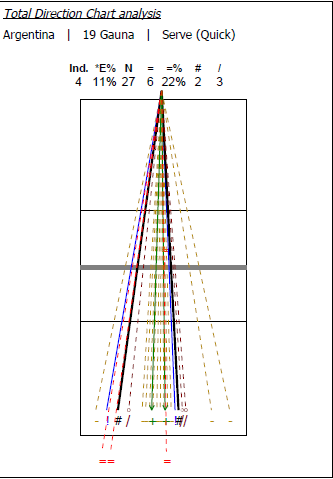 Total Direction Chart analysis
Argentina | 19 Gauna | Serve (Quick)
Ind. *E% N = =% # /
4 11% 27 6 22% 2 3
- ! # / + + # / - -
== =